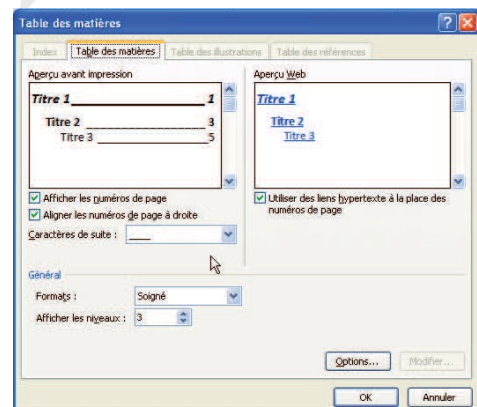 Table des matières
Index Table des matières Table des illustrations Table des références
Aperçu avant impression
Titre 1 1
Titre 2 3
Titre 3 5
Aperçu Web
Titre 1
Titre 2
Titre 3
Afficher les numéros de page
Aligner les numéros de page à droite
Caractères de suite : ____
Utiliser des liens hypertexte à la place des
numéros de page
Général
Formats : Soigné
Afficher les niveaux : 3
Options... Modifier...
OK Annuler